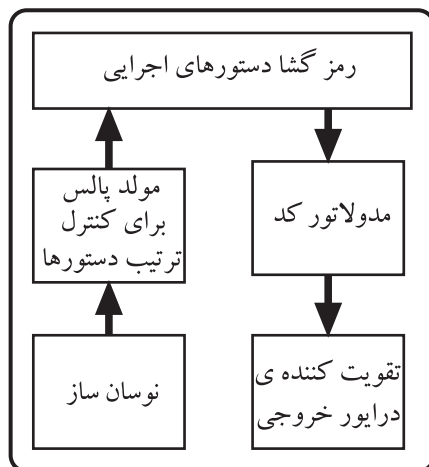 رمز گشا دستورهای اجرایی
مولد پالس
برای کنترل
ترتیب دستورها
مدولاتور کد
نوسان ساز
تقویت کننده ی
درایور خروجی